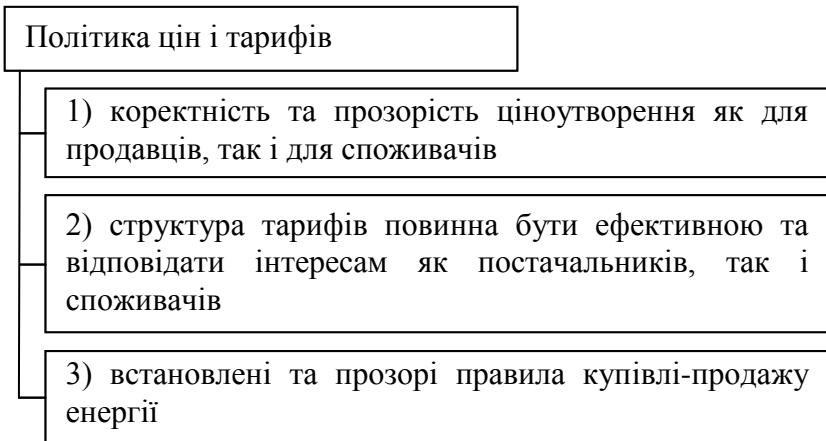 Політика цін і тарифів
1) коректність та прозорість ціноутворення як для
продавців, так і для споживачів
2) структура тарифів повинна бути ефективною та
відповідати інтересам як постачальників, так і
споживачів
3) встановлені та прозорі правила купівлі-продажу
енергії